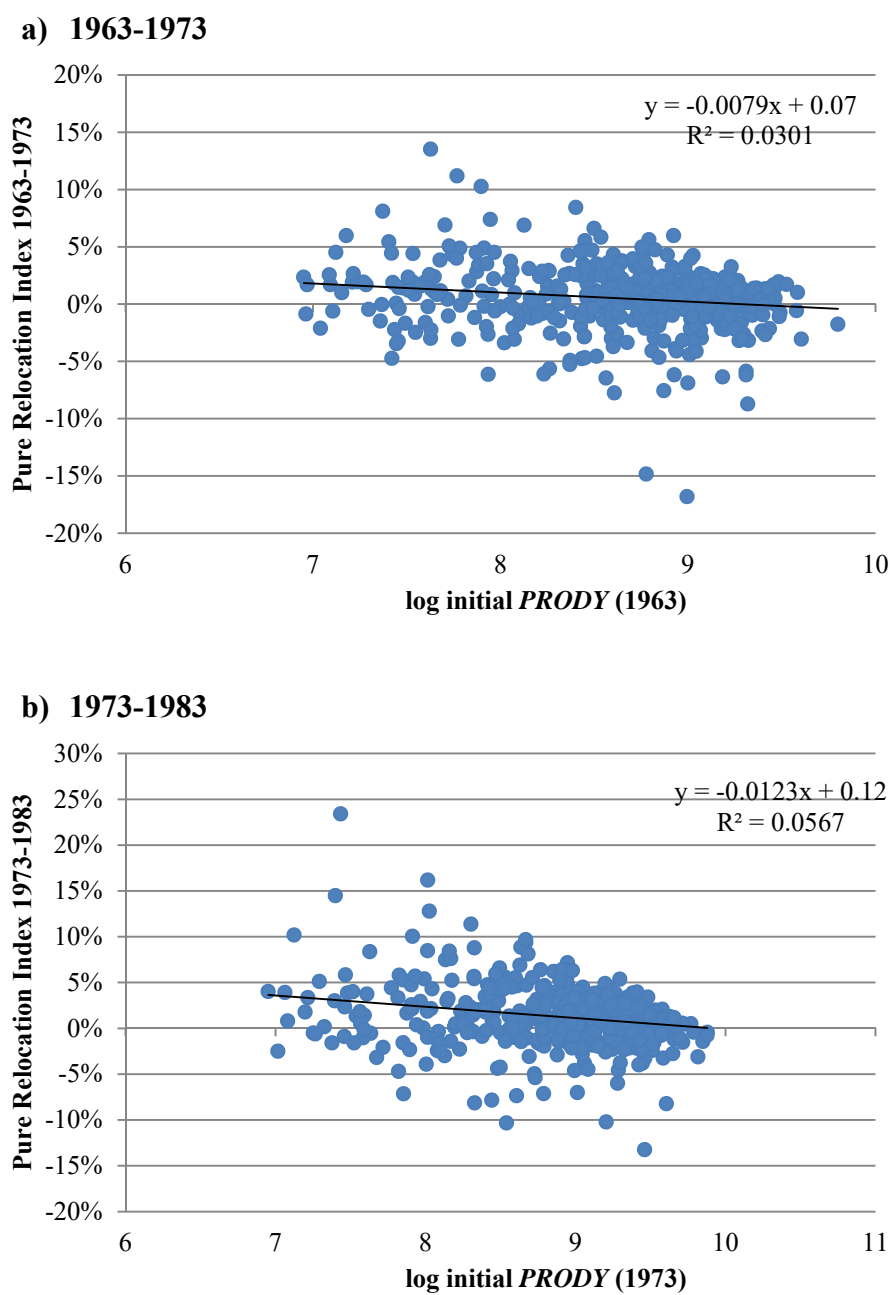 a) 1963-1973
20%
y = -0.0079x + 0.07
R² = 0.0301
15%
10%
5%
0%
-5%
-10%
-15%
-20%
Pure Relocation Index 1963-1973
6 7 8 9 10
log initial PRODY (1963)
b) 1973-1983
30%
y = -0.0123x + 0.12
R² = 0.0567
25%
20%
15%
10%
5%
0%
-5%
-10%
-15%
-20%
Pure Relocation Index 1973-1983
6 7 8 9 10 11
log initial PRODY (1973)